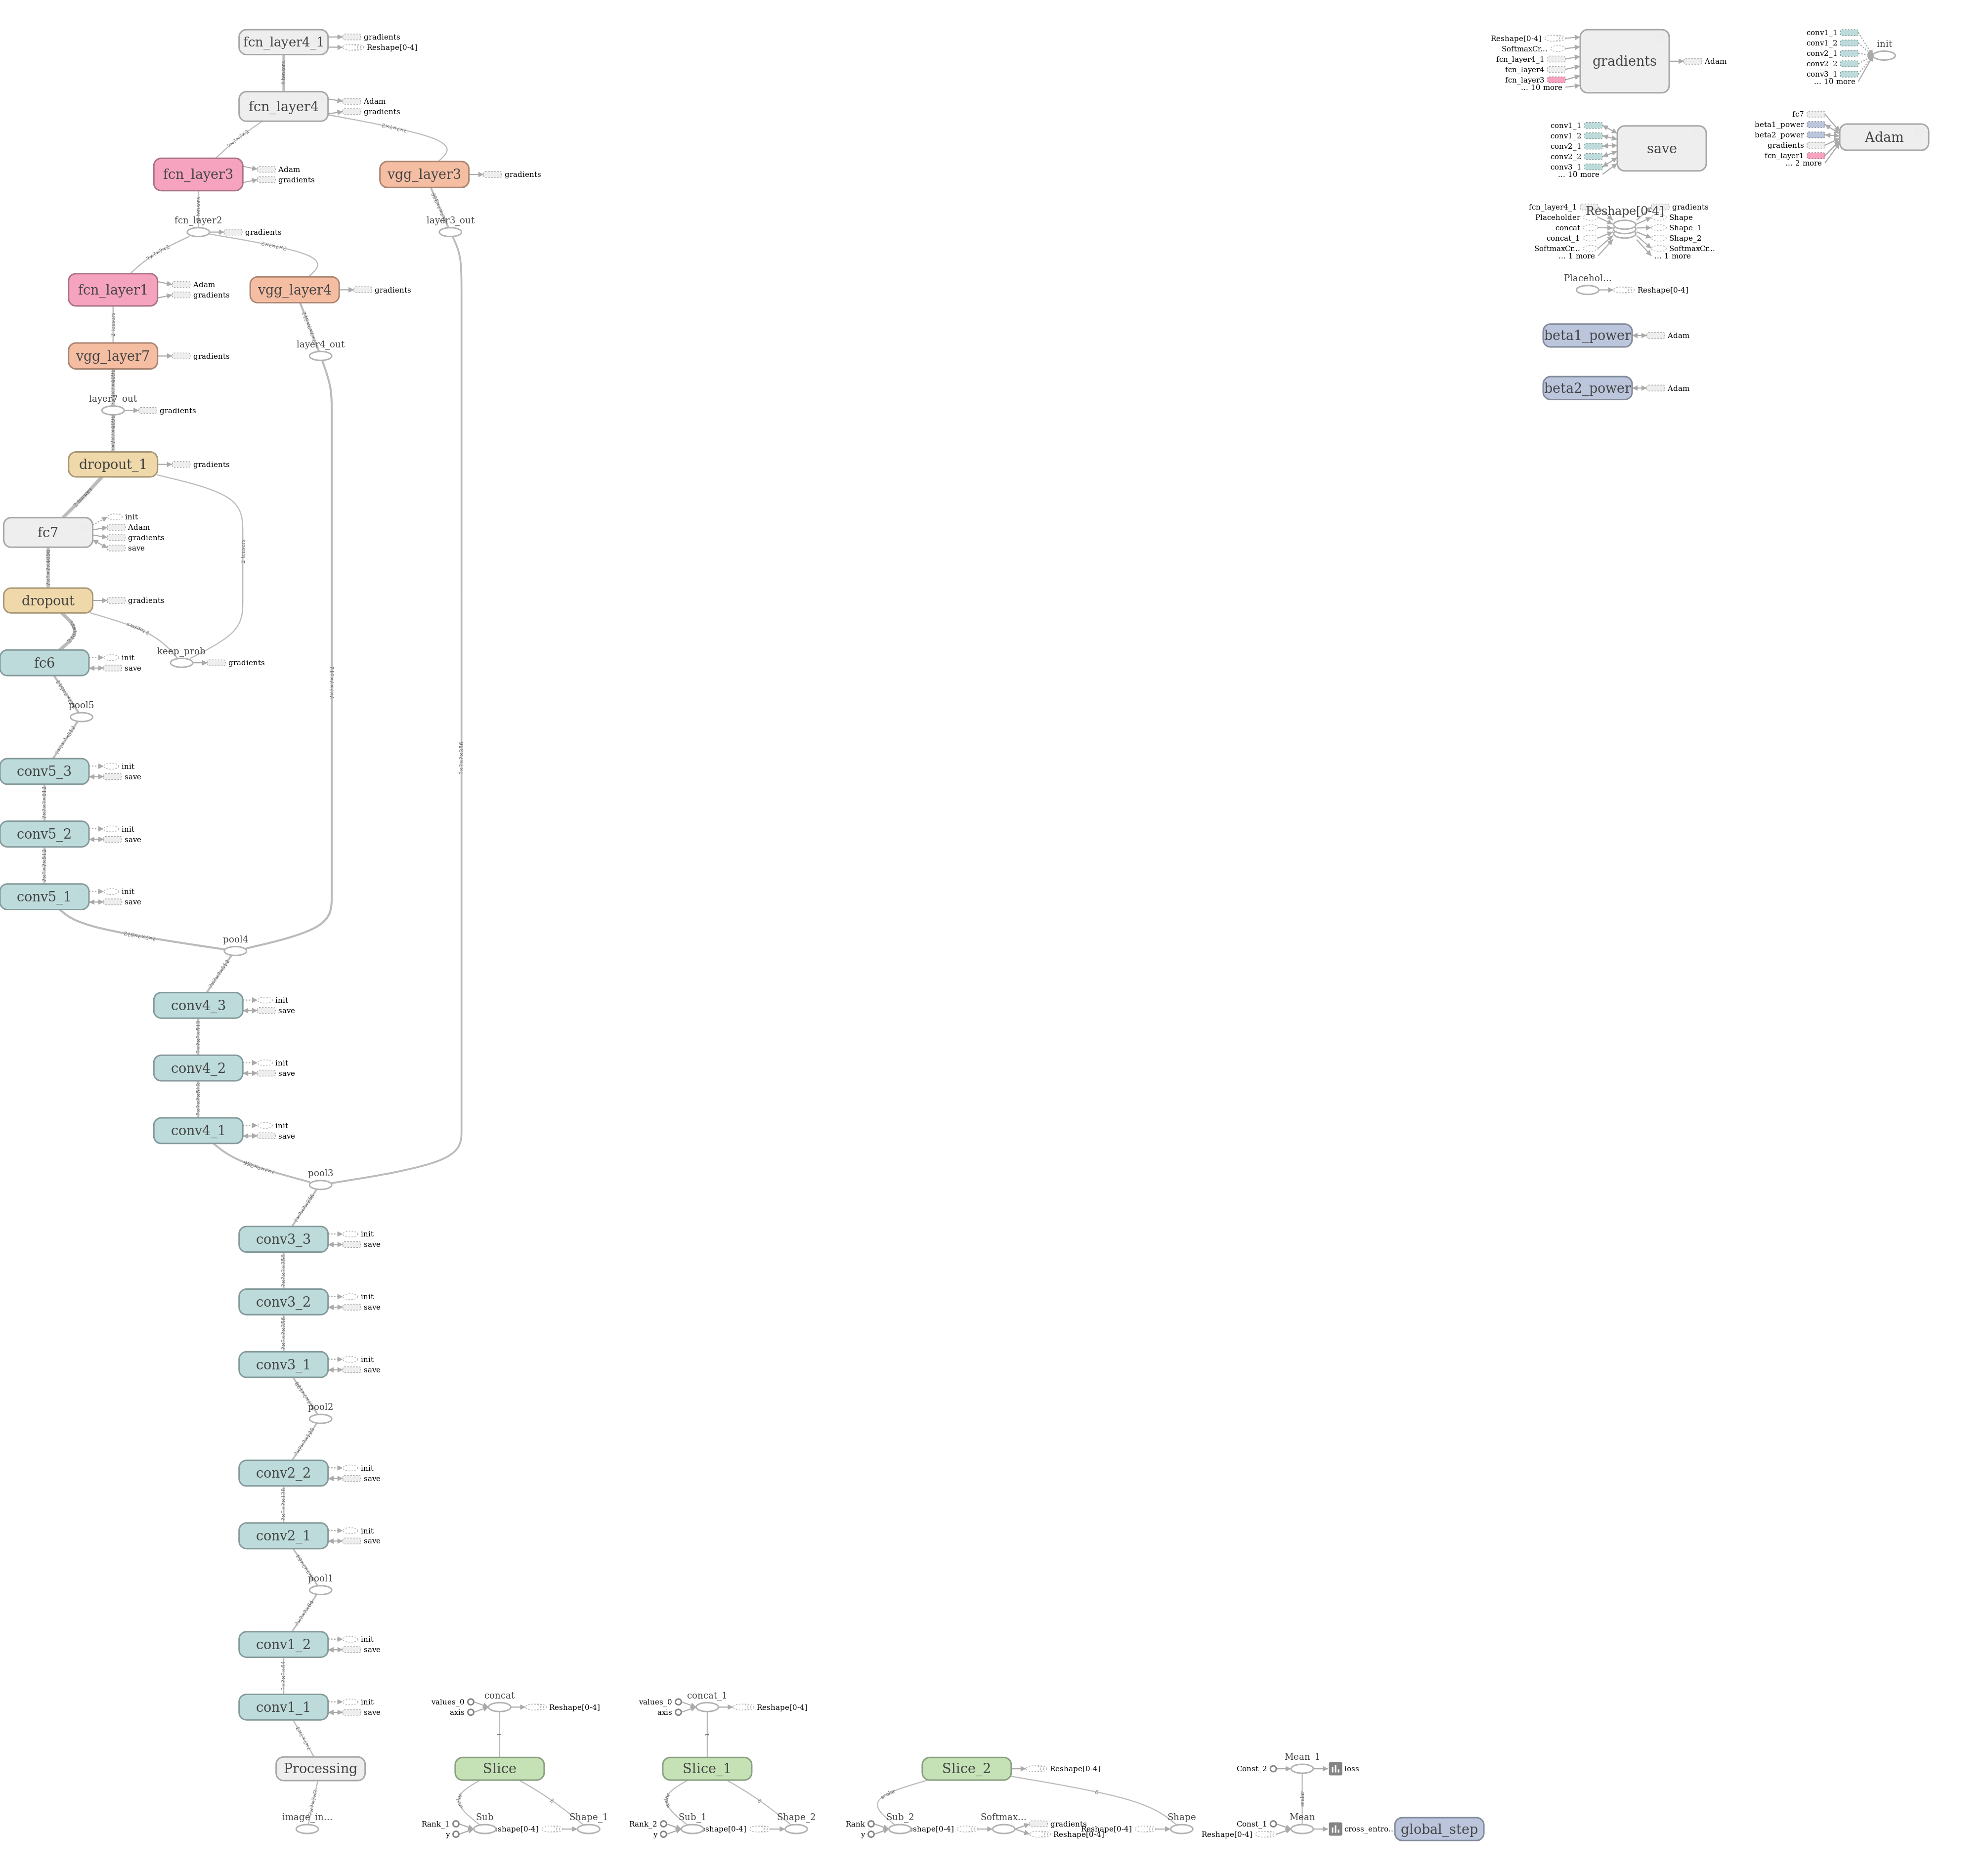 fcn_layer4_1
gradients
Reshape[0-4]
fcn_layer4
Adam
gradients
fcn_layer3
Adam
gradients
vgg_layer3
gradients
fcn_layer2
gradients
layer3_out
fcn_layer1
Adam
gradients
vgg_layer4
gradients
vgg_layer7
gradients
layer4_out
layer7_out
gradients
dropout_1
gradients
fc7
init
Adam
gradients
save
2 tensors
dropout
gradients
keep_prob
gradients
fc6
init
save
pool5
conv5_3
init
save
conv5_2
init
save
conv5_1
init
save
pool4
conv4_3
init
save
conv4_2
init
save
conv4_1
init
save
pool3
conv3_3
init
save
conv3_2
init
save
conv3_1
init
save
pool2
conv2_2
init
save
conv2_1
init
save
pool1
conv1_2
init
save
conv1_1
init
save
Processing
image_in...
values_0
axis
concat
Reshape[0-4]
Slice
Rank_1
y
Sub
shape[0-4]
Shape_1
values_0
axis
concat_1
Reshape[0-4]
Slice_1
Rank_2
y
Sub_1
shape[0-4]
Shape_2
Slice_2
Reshape[0-4]
Rank
y
Sub_2
shape[0-4]
Softmax...
gradients
Reshape[0-4]
Reshape[0-4]
Shape
Mean_1
Const_2
loss
Mean
Const_1
Reshape[0-4]
cross_entro...
global_step
Reshape[0-4]
SoftmaxCr...
fcn_layer4_1
fcn_layer4
fcn_layer3
... 10 more
gradients
Adam
conv1_1
conv1_2
conv2_1
conv2_2
conv3_1
... 10 more
init
conv1_1
conv1_2
conv2_1
conv2_2
conv3_1
... 10 more
save
fc7
beta1_power
beta2_power
gradients
fcn_layer1
... 2 more
Adam
fcn_layer4_1
Placeholder
concat
concat_1
SoftmaxCr...
... 1 more
Reshape[0-4]
gradients
Shape
Shape_1
Shape_2
SoftmaxCr...
... 1 more
Placehol...
Reshape[0-4]
beta1_power
Adam
beta2_power
Adam